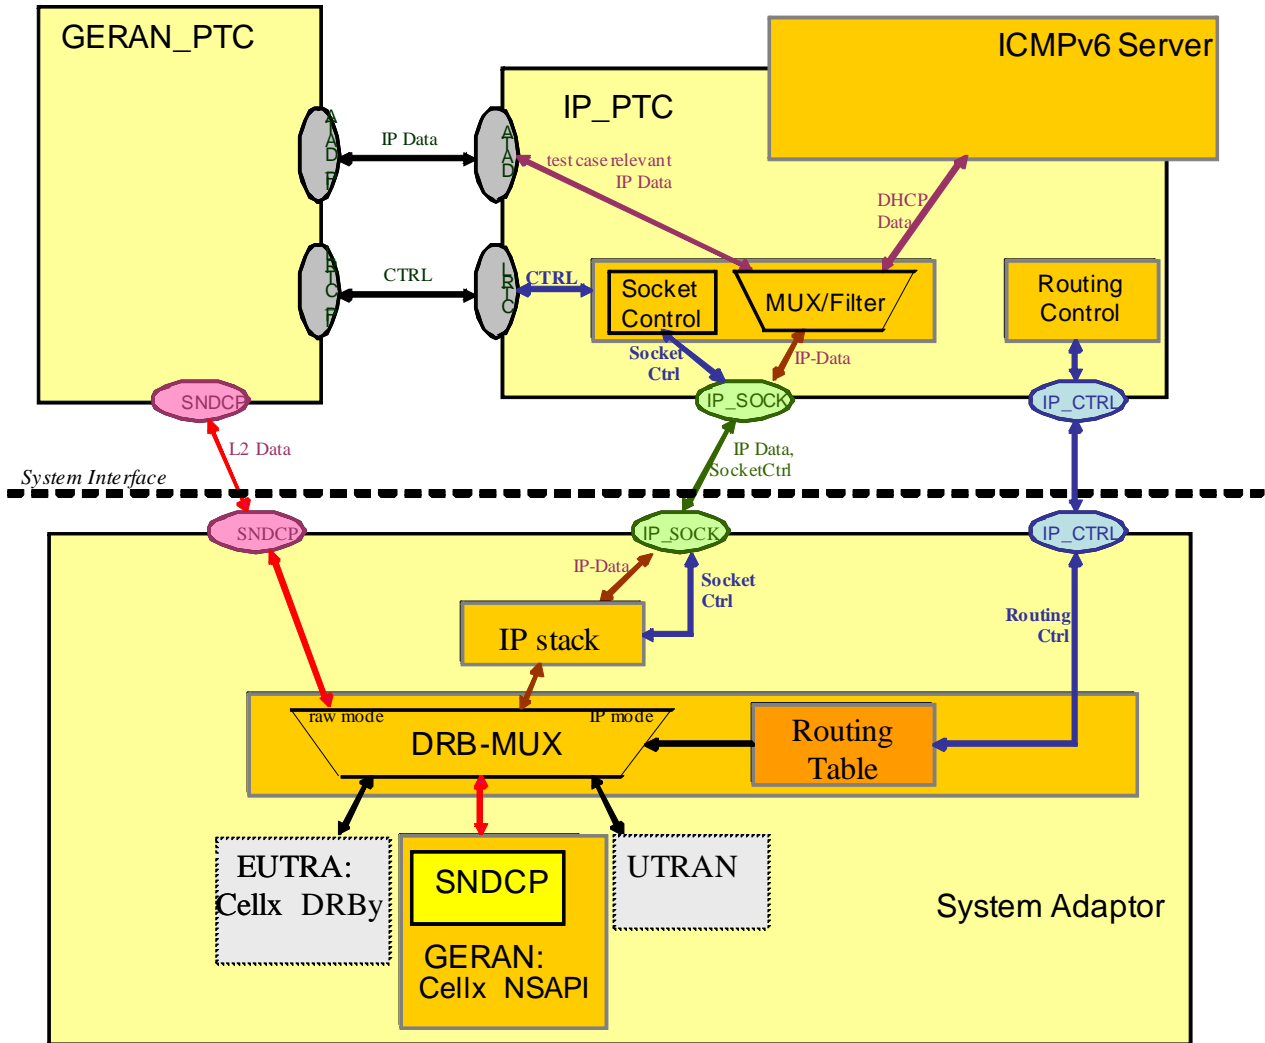 GERAN_PTC
ICMPv6 Server
IP_PTC
IP Data
test case relevant
IP Data
DHCP
Data
CTRL
CTRL
Socket
Control
MUX/Filter
Routing
Control
Socket
Ctrl
IP-Data
SNDCP
IP_SOCK
IP_CTRL
L2 Data
IP Data,
SocketCtrl
System Interface
SNDCP
IP_SOCK
IP_CTRL
IP-Data
Socket
Ctrl
IP stack
Routing
Ctrl
raw mode
IP mode
DRB-MUX
Routing
Table
EUTRA:
Cellx DRBy
SNDCP
UTRAN
GERAN:
Cellx NSAPI
System Adaptor